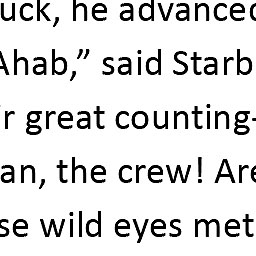 uck, he advanced
Ahab,” said Starb
r great counting-
an, the crew! Are
se wild eyes met